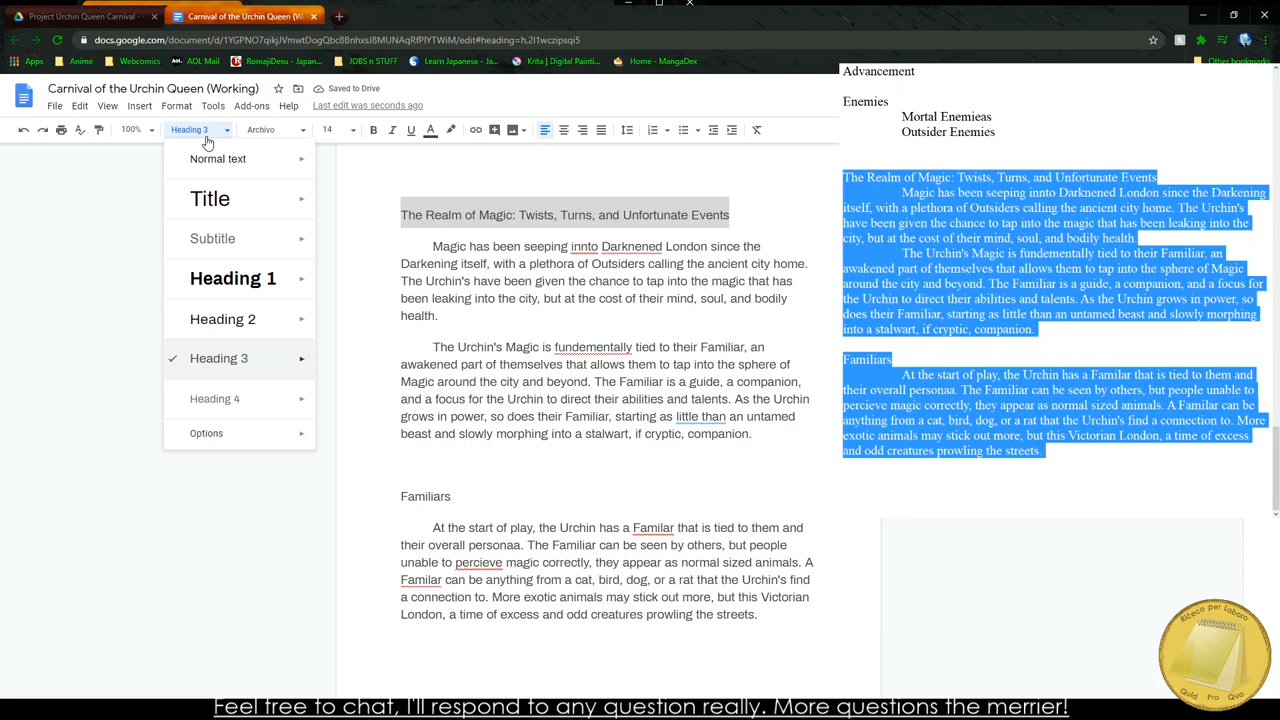 Project Urchin Queen Carnival -
Carnival of the Urchin Queen (W
docs.google.com/document/d/1YGPNO7qikjJVmwtDogQbc8BnhxsJ8MUNAqRfPIYTWiM/edit#heading=h.2l1wczipsqi5
Apps
Anime
Webcomics
AOL Mail
RomajiDesu - Japan...
JOBS n STUFF
Learn Japanese - Ja...
Krita | Digital Painti...
Home - MangaDex
Other bookmarks
Carnival of the Urchin Queen (Working)
Saved to Drive
File Edit View Insert Format Tools Add-ons Help
Last edit was seconds ago
100% Heading 3 Archivo 14
Normal text
Title
Subtitle
Heading 1
Heading 2
Heading 3
Heading 4
Options
The Realm of Magic: Twists, Turns, and Unfortunate Events
Magic has been seeping innto Darknened London since the
Darkening itself, with a plethora of Outsiders calling the ancient city home.
The Urchin's have been given the chance to tap into the magic that has
been leaking into the city, but at the cost of their mind, soul, and bodily
health.
The Urchin's Magic is fundementally tied to their Familiar, an
awakened part of themselves that allows them to tap into the sphere of
Magic around the city and beyond. The Familiar is a guide, a companion,
and a focus for the Urchin to direct their abilities and talents. As the Urchin
grows in power, so does their Familiar, starting as little than an untamed
beast and slowly morphing into a stalwart, if cryptic, companion.
Familiars
At the start of play, the Urchin has a Familar that is tied to them and
their overall personaa. The Familiar can be seen by others, but people
unable to percieve magic correctly, they appear as normal sized animals. A
Familar can be anything from a cat, bird, dog, or a rat that the Urchin's find
a connection to. More exotic animals may stick out more, but this Victorian
London, a time of excess and odd creatures prowling the streets.
Advancement
Enemies
Mortal Enemieas
Outsider Enemies
The Realm of Magic: Twists, Turns, and Unfortunate Events
Magic has been seeping innto Darknened London since the Darkening
itself, with a plethora of Outsiders calling the ancient city home. The Urchin's
have been given the chance to tap into the magic that has been leaking into the
city, but at the cost of their mind, soul, and bodily health.
The Urchin's Magic is fundementally tied to their Familiar, an
awakened part of themselves that allows them to tap into the sphere of Magic
around the city and beyond. The Familiar is a guide, a companion, and a focus for
the Urchin to direct their abilities and talents. As the Urchin grows in power, so
does their Familiar, starting as little than an untamed beast and slowly morphing
into a stalwart, if cryptic, companion.
Familiars
At the start of play, the Urchin has a Familar that is tied to them and
their overall personaa. The Familiar can be seen by others, but people unable to
percieve magic correctly, they appear as normal sized animals. A Familar can be
anything from a cat, bird, dog, or a rat that the Urchin's find a connection to. More
exotic animals may stick out more, but this Victorian London, a time of excess
and odd creatures prowling the streets.
Riceco per Laboro
Quid Pro Quo
Feel free to chat, I'll respond to any question really. More questions the merrier!